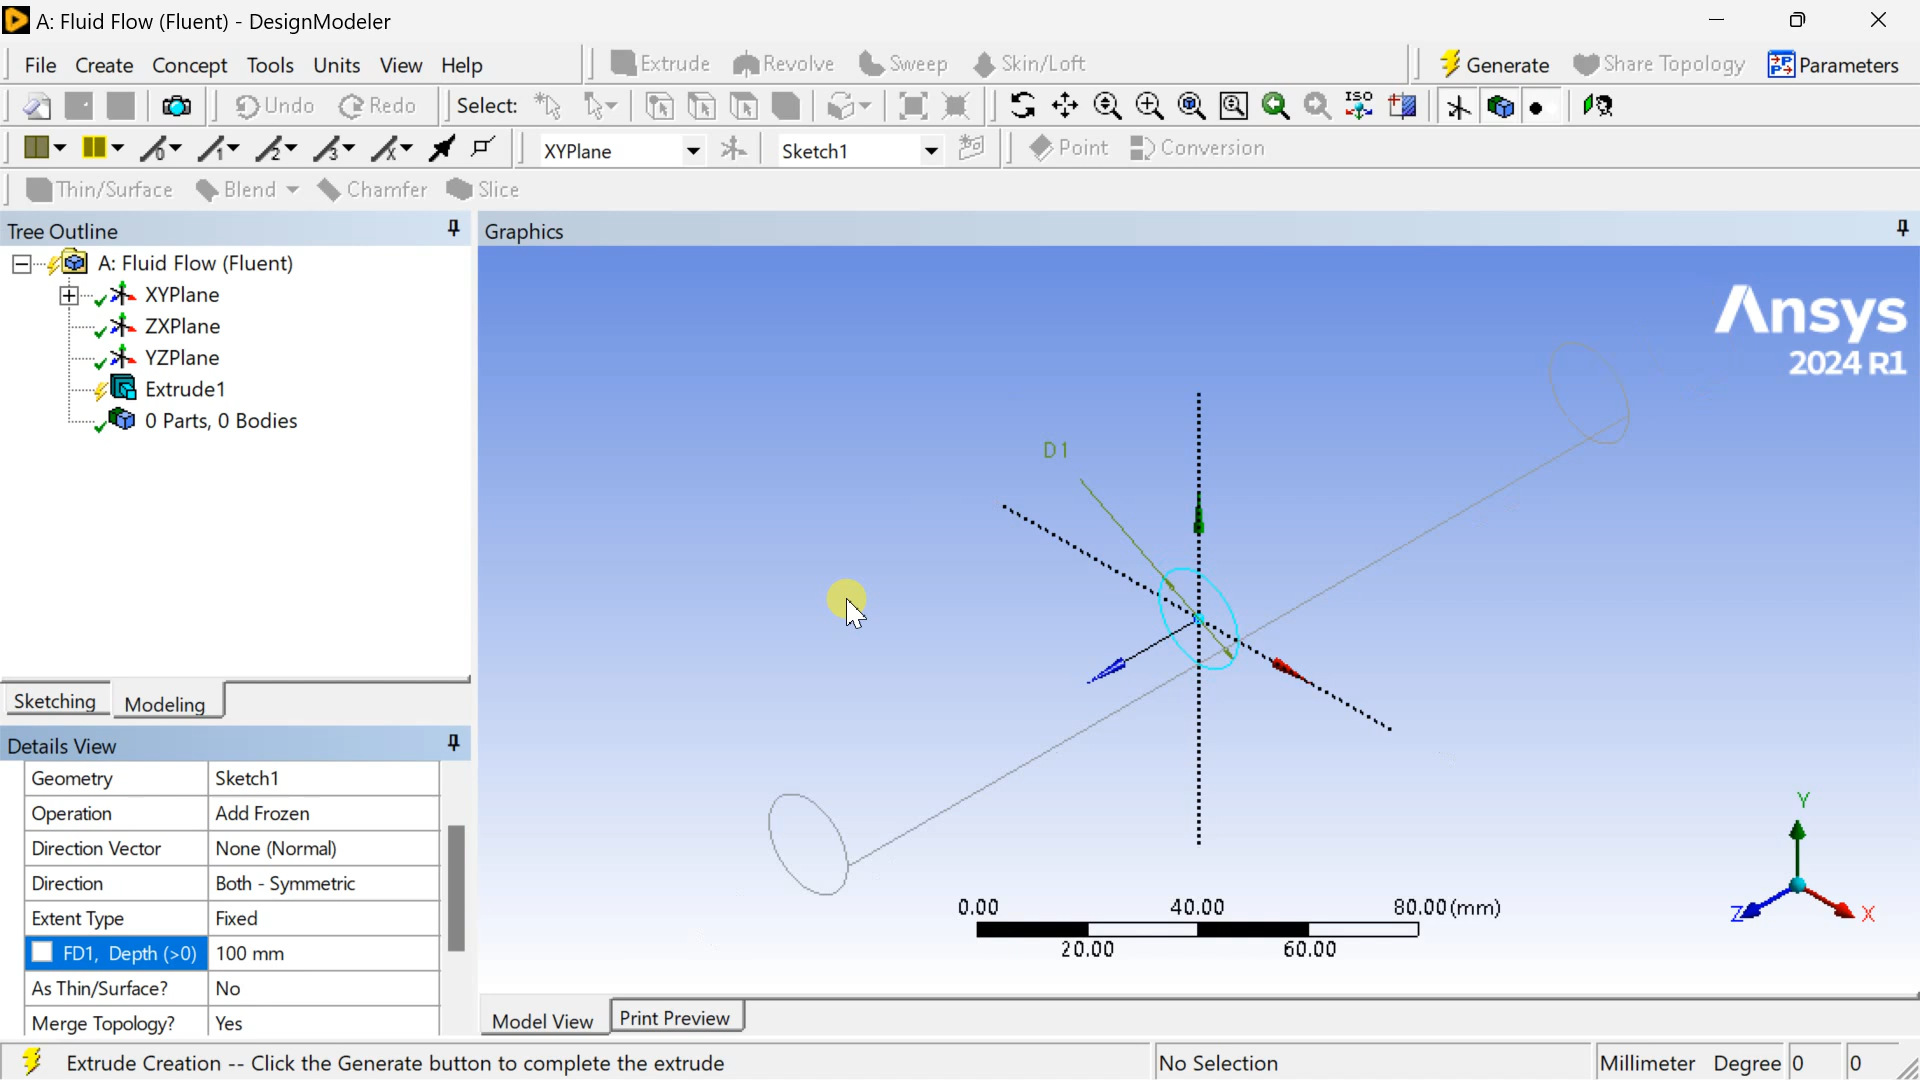 A: Fluid Flow (Fluent) - DesignModeler
File Create Concept Tools Units View Help
Extrude Revolve Sweep Skin/Loft
Generate Share Topology Parameters
Undo Redo Select:
ISO
XYPlane Sketch1 Point Conversion
Thin/Surface Blend Chamfer Slice
Tree Outline
A: Fluid Flow (Fluent)
XYPlane
ZXPlane
YZPlane
Extrude1
0 Parts, 0 Bodies
Sketching Modeling
Details View
Geometry Sketch1
Operation Add Frozen
Direction Vector None (Normal)
Direction Both - Symmetric
Extent Type Fixed
FD1, Depth (>0) 100 mm
As Thin/Surface? No
Merge Topology? Yes
Graphics
Ansys
2024 R1
D1
Y
Z X
0.00 40.00 80.00 (mm)
20.00 60.00
Model View Print Preview
Extrude Creation -- Click the Generate button to complete the extrude
No Selection
Millimeter Degree 0 0